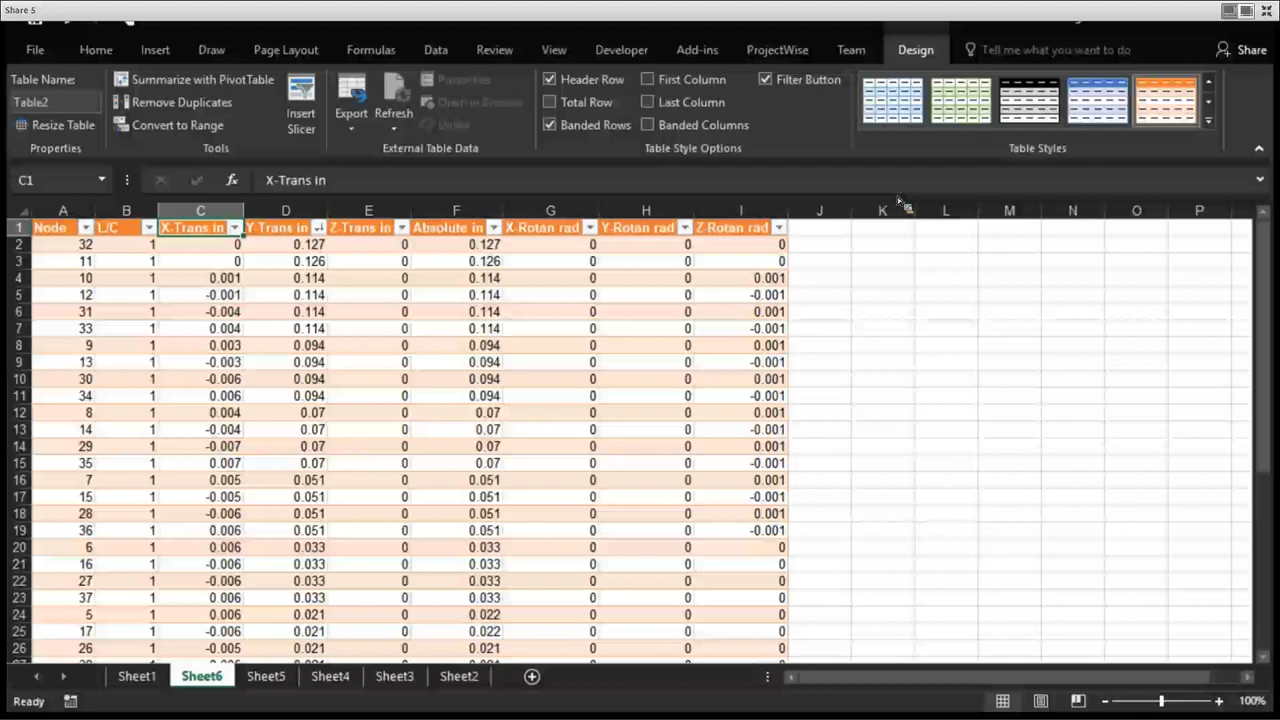 Share 5
File Home Insert Draw Page Layout Formulas Data Review View Developer Add-ins ProjectWise Team Design Tell me what you want to do Share
Table Name:
Table2
Resize Table
Properties
Summarize with PivotTable
Remove Duplicates
Convert to Range
Insert
Slicer
Tools
Export
Refresh
Properties
Open in Browser
Unlink
External Table Data
Header Row First Column Filter Button
Total Row Last Column
Banded Rows Banded Columns
Table Style Options
Table Styles
C1 fx X-Trans in
A B C D E F G H I J K L M N O P
1 Node L/C X-Trans in Y-Trans in Z-Trans in Absolute in X-Rotan rad Y-Rotan rad Z-Rotan rad
2 32 1 0 0.127 0 0.127 0 0 0
3 11 1 0 0.126 0 0.126 0 0 0
4 10 1 0.001 0.114 0 0.114 0 0 0.001
5 12 1 -0.001 0.114 0 0.114 0 0 -0.001
6 31 1 -0.004 0.114 0 0.114 0 0 0.001
7 33 1 0.004 0.114 0 0.114 0 0 -0.001
8 9 1 0.003 0.094 0 0.094 0 0 0.001
9 13 1 -0.003 0.094 0 0.094 0 0 -0.001
10 30 1 -0.006 0.094 0 0.094 0 0 0.001
11 34 1 0.006 0.094 0 0.094 0 0 -0.001
12 8 1 0.004 0.07 0 0.07 0 0 0.001
13 14 1 -0.004 0.07 0 0.07 0 0 -0.001
14 29 1 -0.007 0.07 0 0.07 0 0 0.001
15 35 1 0.007 0.07 0 0.07 0 0 -0.001
16 7 1 0.005 0.051 0 0.051 0 0 0.001
17 15 1 -0.005 0.051 0 0.051 0 0 -0.001
18 28 1 -0.006 0.051 0 0.051 0 0 0.001
19 36 1 0.006 0.051 0 0.051 0 0 -0.001
20 6 1 0.006 0.033 0 0.033 0 0 0
21 16 1 -0.006 0.033 0 0.033 0 0 0
22 27 1 -0.006 0.033 0 0.033 0 0 0
23 37 1 0.006 0.033 0 0.033 0 0 0
24 5 1 0.006 0.021 0 0.022 0 0 0
25 17 1 -0.006 0.021 0 0.022 0 0 0
26 26 1 -0.005 0.021 0 0.021 0 0 0
Sheet1 Sheet6 Sheet5 Sheet4 Sheet3 Sheet2
Ready 100%